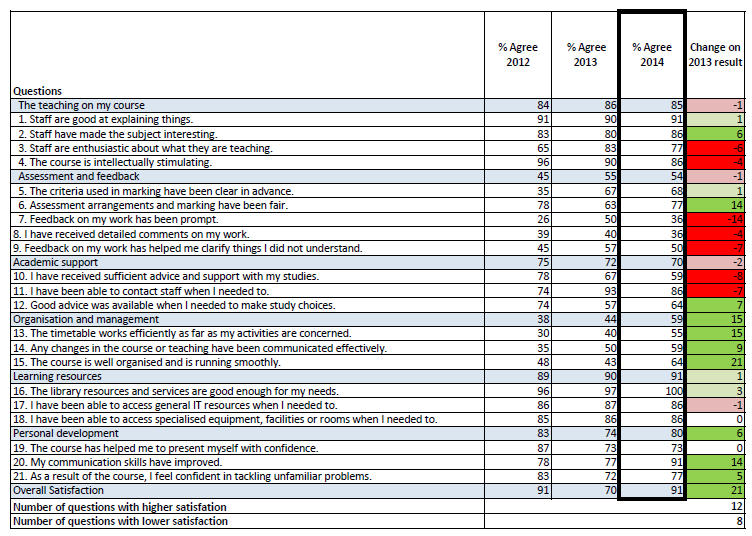 % Agree % Agree % Agree Change on
2012 2013 2014 2013 result
Questions
The teaching on my course 84 86 85 -1
1. Staff are good at explaining things. 91 90 91 1
2. Staff have made the subject interesting. 83 80 86 6
3. Staff are enthusiastic about what they are teaching. 65 83 77 -6
4. The course is intellectually stimulating. 96 90 86 -4
Assessment and feedback 45 55 54 -1
5. The criteria used in marking have been clear in advance. 35 67 68 1
6. Assessment arrangements and marking have been fair. 78 63 77 14
7. Feedback on my work has been prompt. 26 50 36 -14
8. I have received detailed comments on my work. 39 40 36 -4
9. Feedback on my work has helped me clarify things I did not understand. 45 57 50 -7
Academic support 75 72 70 -2
10. I have received sufficient advice and support with my studies. 78 67 59 -8
11. I have been able to contact staff when I needed to. 74 93 86 -7
12. Good advice was available when I needed to make study choices. 74 57 64 7
Organisation and management 38 44 59 15
13. The timetable works efficiently as far as my activities are concerned. 30 40 55 15
14. Any changes in the course or teaching have been communicated effectively. 35 50 59 9
15. The course is well organised and is running smoothly. 48 43 64 21
Learning resources 89 90 91 1
16. The library resources and services are good enough for my needs. 96 97 100 3
17. I have been able to access general IT resources when I needed to. 86 87 86 -1
18. I have been able to access specialised equipment, facilities or rooms when I needed to. 85 86 86 0
Personal development 83 74 80 6
19. The course has helped me to present myself with confidence. 87 73 73 0
20. My communication skills have improved. 78 77 91 14
21. As a result of the course, I feel confident in tackling unfamiliar problems. 83 72 77 5
Overall Satisfaction 91 70 91 21
Number of questions with higher satisfation 12
Number of questions with lower satisfaction 8